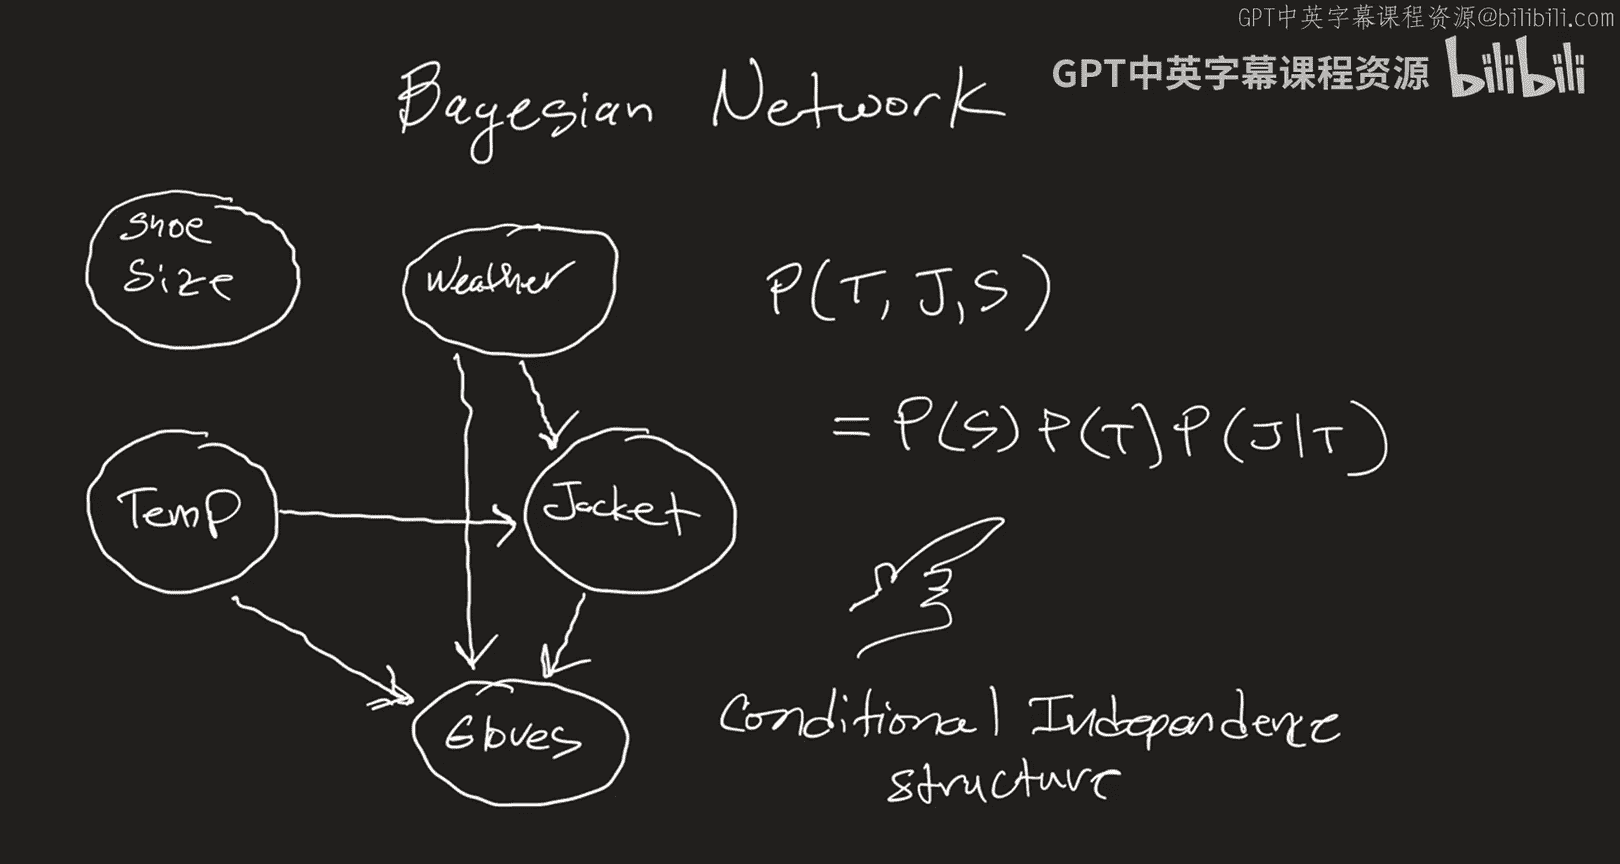 GPT中英字幕课程资源@bilibili.com
GPT中英字幕课程资源 bilibili
Bayesian Network
Shoe
Size
Weather
P(T, J, S)
= P(S) P(T) P(J|T)
Temp
Jacket
Gloves
Conditional Independence
structure